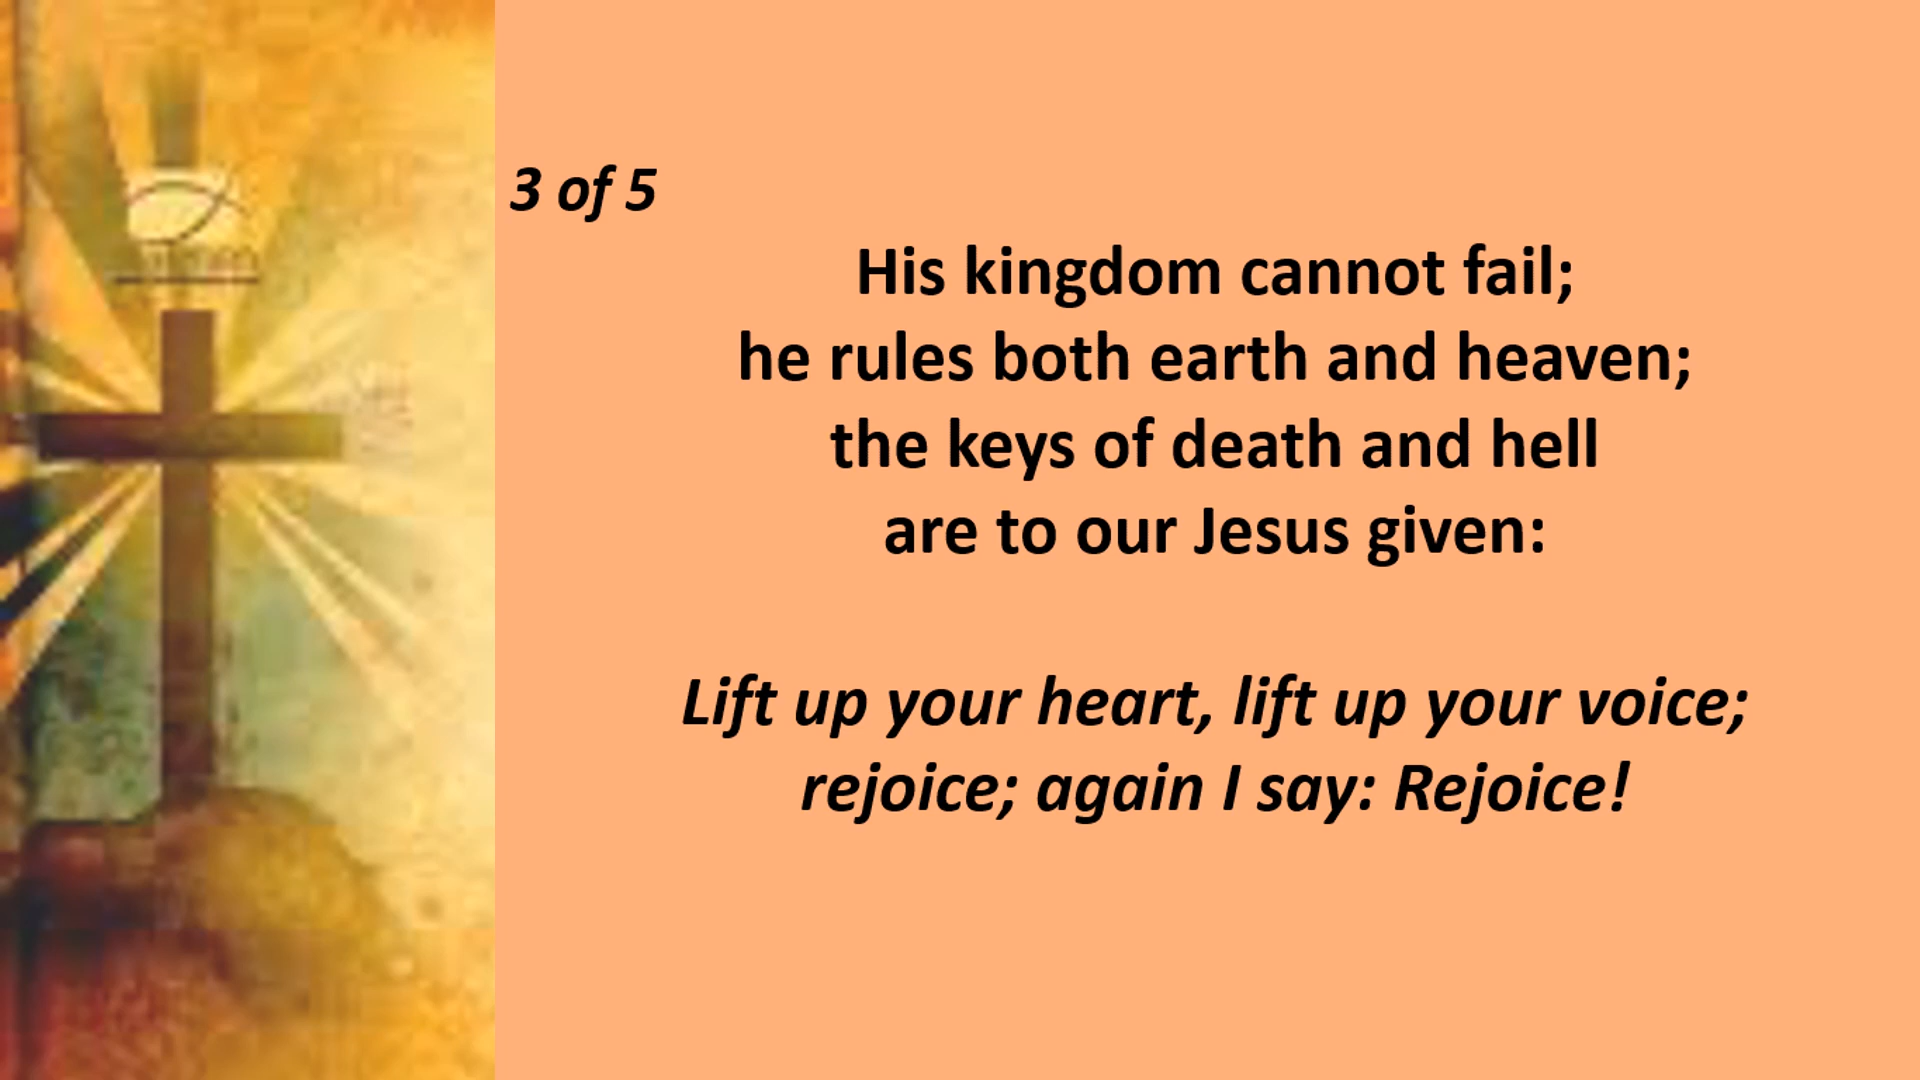 3 of 5
His kingdom cannot fail;
he rules both earth and heaven;
the keys of death and hell
are to our Jesus given:
Lift up your heart, lift up your voice;
rejoice; again I say: Rejoice!